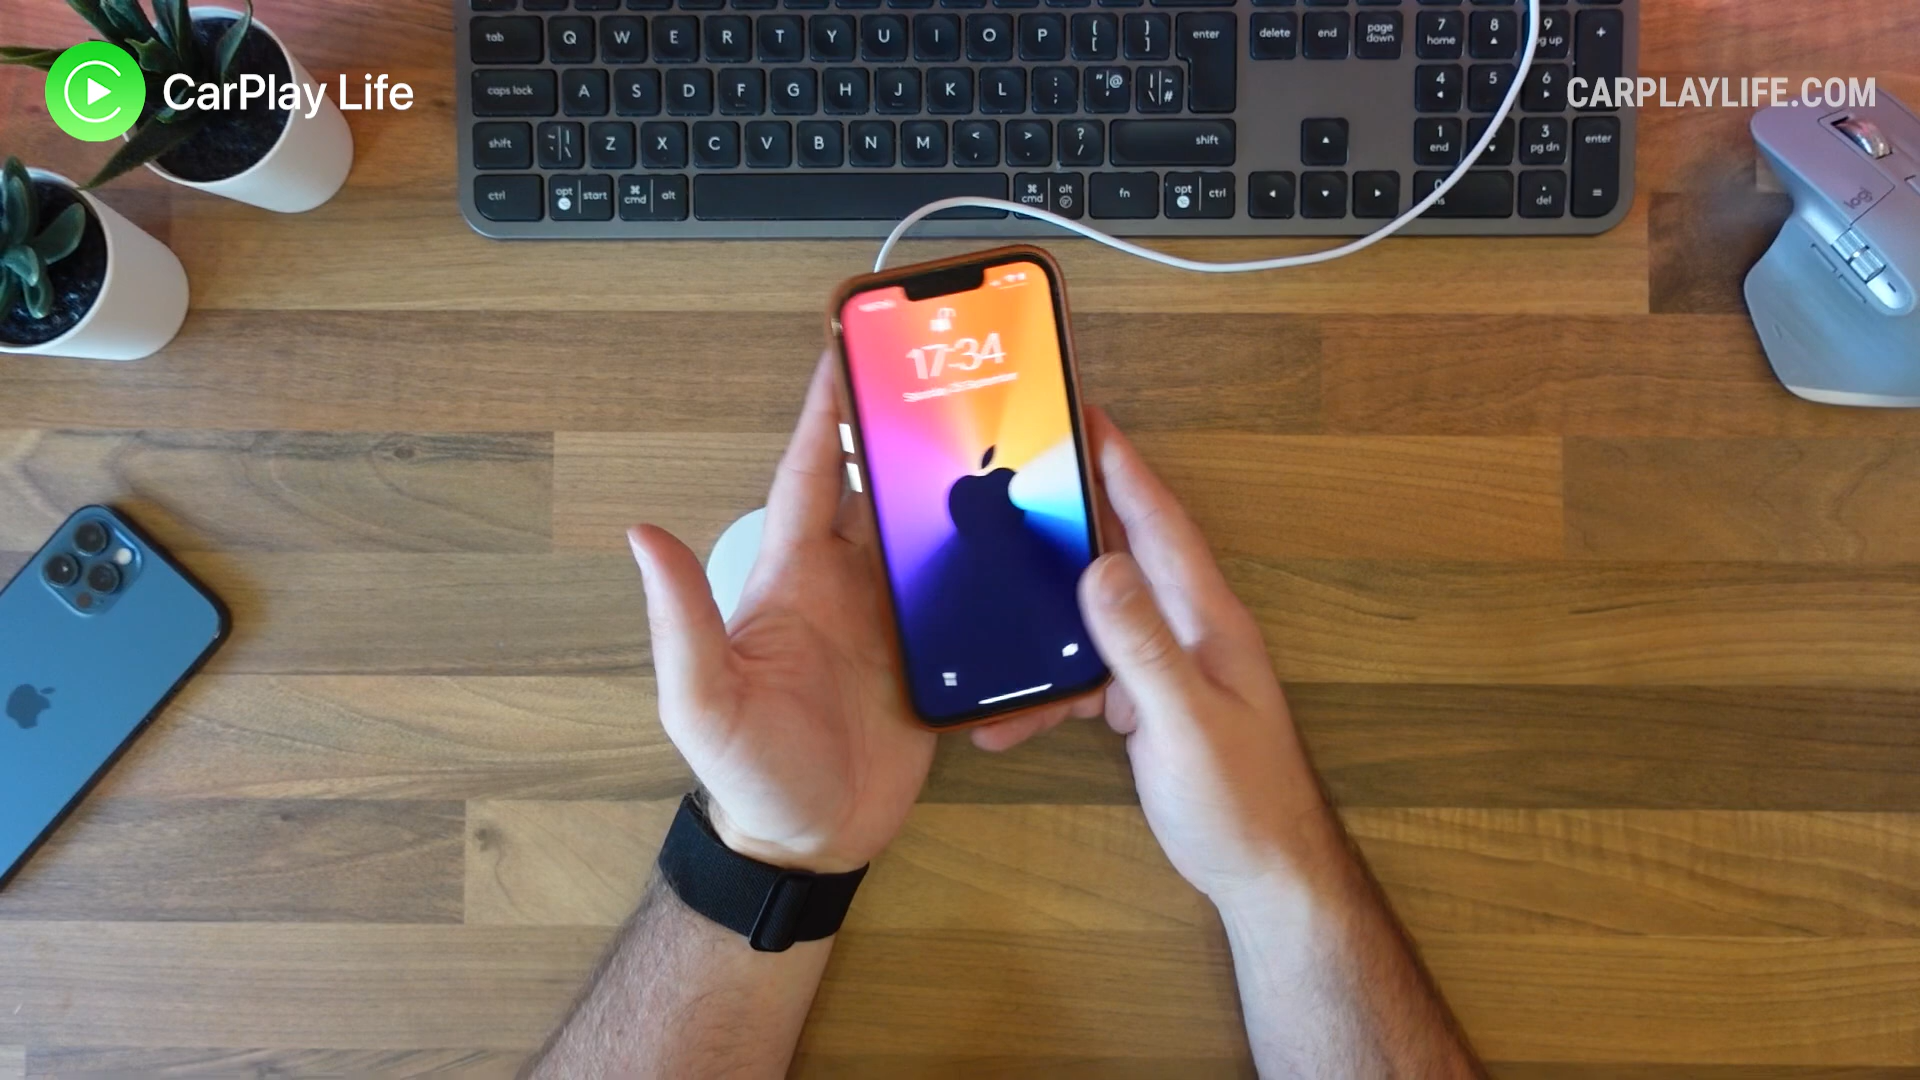 CarPlay Life
CARPLAYLIFE.COM
tab Q W E R T Y U I O P { [ } ] enter delete end page down 7 home 8 9 +
caps lock A S D F G H J K L : ; " @ ' | ~ \ # 4 5 6
shift | \ Z X C V B N M < , > . ? / shift 1 end 3 pg dn enter
ctrl opt start ⌘ cmd alt ⌘ cmd alt fn opt ctrl 0 . del =
logi
17:34